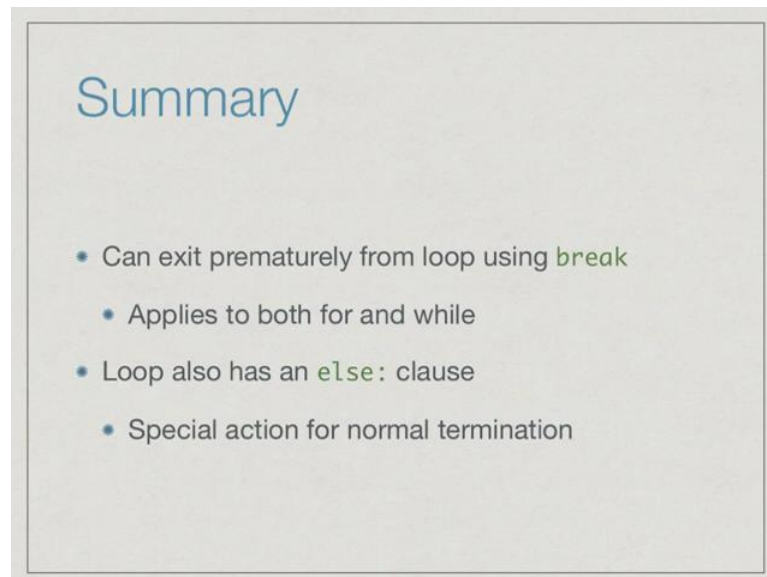 Summary
Can exit prematurely from loop using break
Applies to both for and while
Loop also has an else: clause
Special action for normal termination